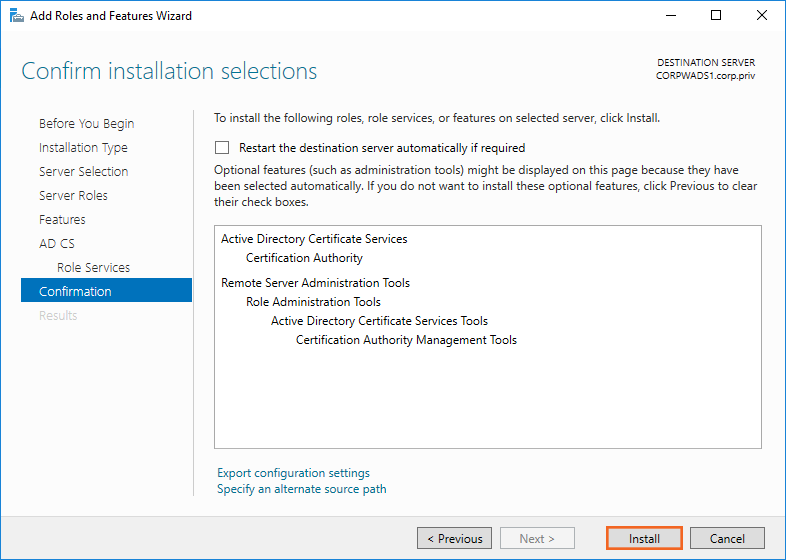 Add Roles and Features Wizard
Confirm installation selections
DESTINATION SERVER
CORPWADS1.corp.priv
Before You Begin
Installation Type
Server Selection
Server Roles
Features
AD CS
Role Services
Confirmation
Results
To install the following roles, role services, or features on selected server, click Install.
Restart the destination server automatically if required
Optional features (such as administration tools) might be displayed on this page because they have
been selected automatically. If you do not want to install these optional features, click Previous to clear
their check boxes.
Active Directory Certificate Services
Certification Authority
Remote Server Administration Tools
Role Administration Tools
Active Directory Certificate Services Tools
Certification Authority Management Tools
Export configuration settings
Specify an alternate source path
< Previous
Next >
Install
Cancel